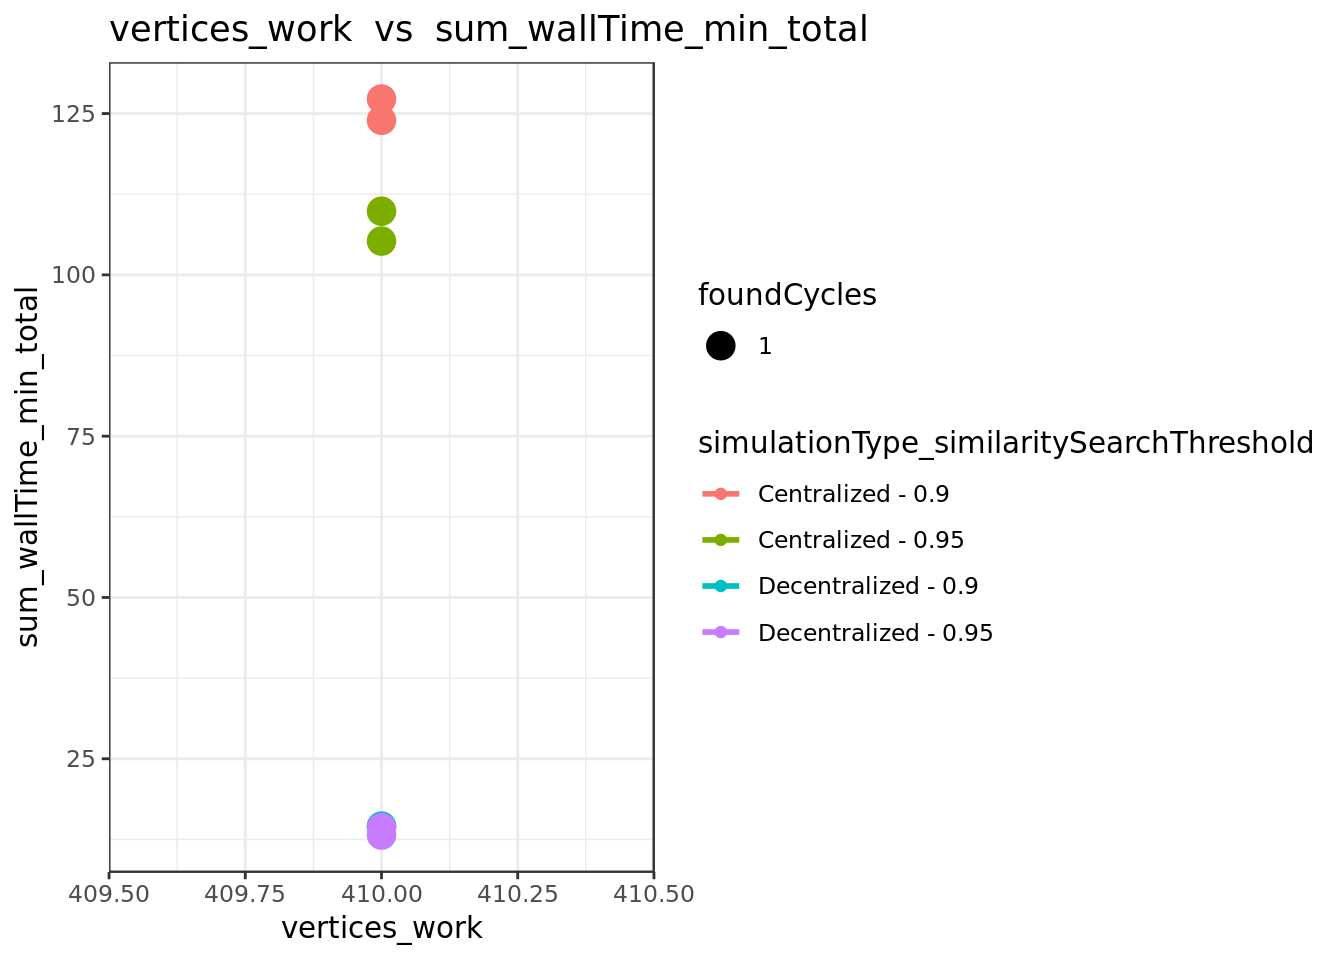 vertices_work vs sum_wallTime_min_total
125
100
75
50
25
sum_wallTime_min_total
409.50 409.75 410.00 410.25 410.50
vertices_work
foundCycles
1
simulationType_similaritySearchThreshold
Centralized - 0.9
Centralized - 0.95
Decentralized - 0.9
Decentralized - 0.95